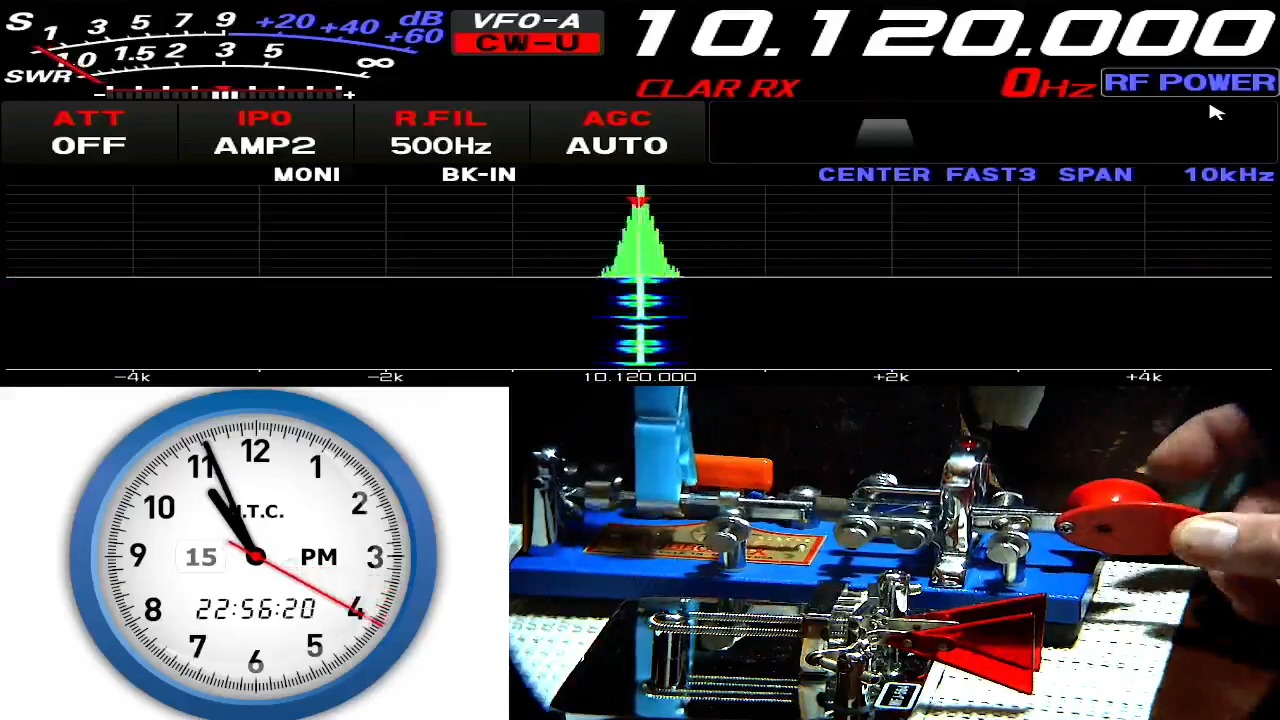 S 1 3 5 7 9 +20 +40 +60 dB
SWR 1.0 1.5 2 3 5 ∞
- +
VFO-A
CW-U
10.120.000
CLAR RX 0Hz RF POWER
ATT IPO R.FIL AGC
OFF AMP2 500Hz AUTO
MONI BK-IN CENTER FAST3 SPAN 10kHz
-4k -2k 10.120.000 +2k +4k
12
11 1
10 2
9 3
8 4
7 5
6
15 PM
22:56:20